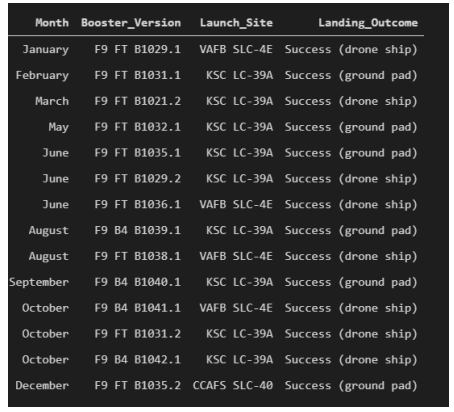 Month Booster_Version Launch_Site Landing_Outcome
January F9 FT B1029.1 VAFB SLC-4E Success (drone ship)
February F9 FT B1031.1 KSC LC-39A Success (ground pad)
March F9 FT B1021.2 KSC LC-39A Success (drone ship)
May F9 FT B1032.1 KSC LC-39A Success (ground pad)
June F9 FT B1035.1 KSC LC-39A Success (ground pad)
June F9 FT B1029.2 KSC LC-39A Success (drone ship)
June F9 FT B1036.1 VAFB SLC-4E Success (drone ship)
August F9 B4 B1039.1 KSC LC-39A Success (ground pad)
August F9 FT B1038.1 VAFB SLC-4E Success (drone ship)
September F9 B4 B1040.1 KSC LC-39A Success (ground pad)
October F9 B4 B1041.1 VAFB SLC-4E Success (drone ship)
October F9 FT B1031.2 KSC LC-39A Success (drone ship)
October F9 B4 B1042.1 KSC LC-39A Success (drone ship)
December F9 FT B1035.2 CCAFS SLC-40 Success (ground pad)